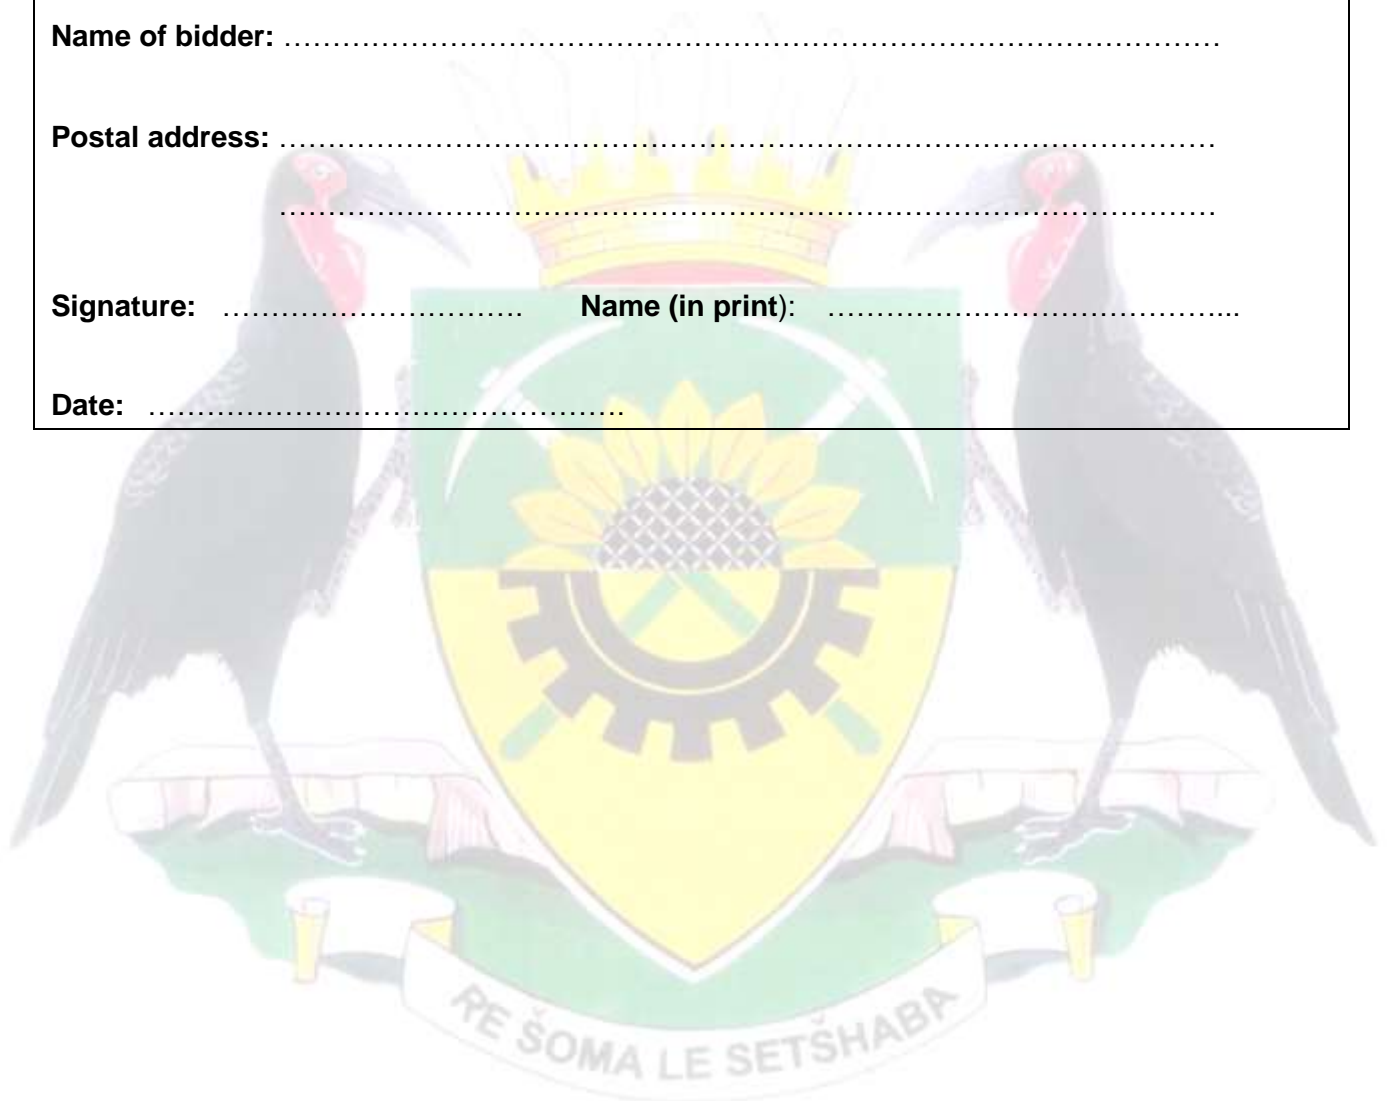 Name of bidder: ……………………………………………………………………………………
Postal address: ……………………………………………………………………………………
……………………………………………………………………………………
Signature: …………………………. Name (in print): …………………………………...
Date: ………………………………………….
RE ŠOMA LE SETŠHABA